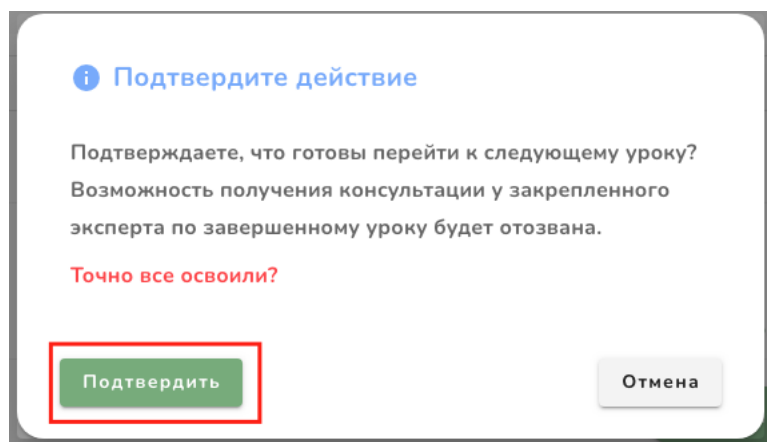 Подтвердите действие
Подтверждаете, что готовы перейти к следующему уроку?
Возможность получения консультации у закрепленного
эксперта по завершенному уроку будет отозвана.
Точно все освоили?
Подтвердить
Отмена